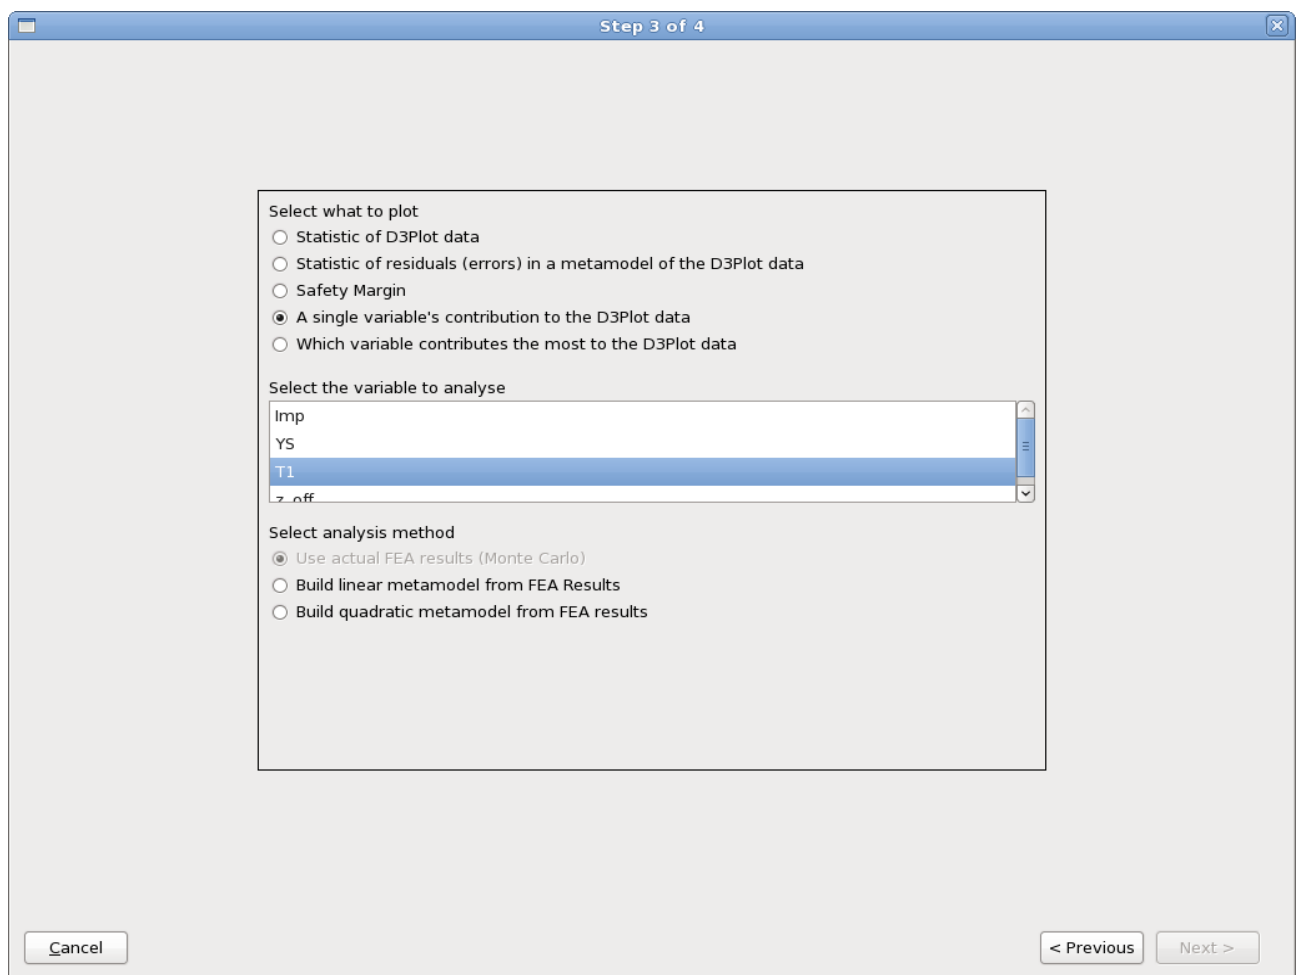 Step 3 of 4
Select what to plot
Statistic of D3Plot data
Statistic of residuals (errors) in a metamodel of the D3Plot data
Safety Margin
A single variable's contribution to the D3Plot data
Which variable contributes the most to the D3Plot data
Select the variable to analyse
Imp
YS
T1
z_off
Select analysis method
Use actual FEA results (Monte Carlo)
Build linear metamodel from FEA Results
Build quadratic metamodel from FEA results
Cancel
< Previous
Next >